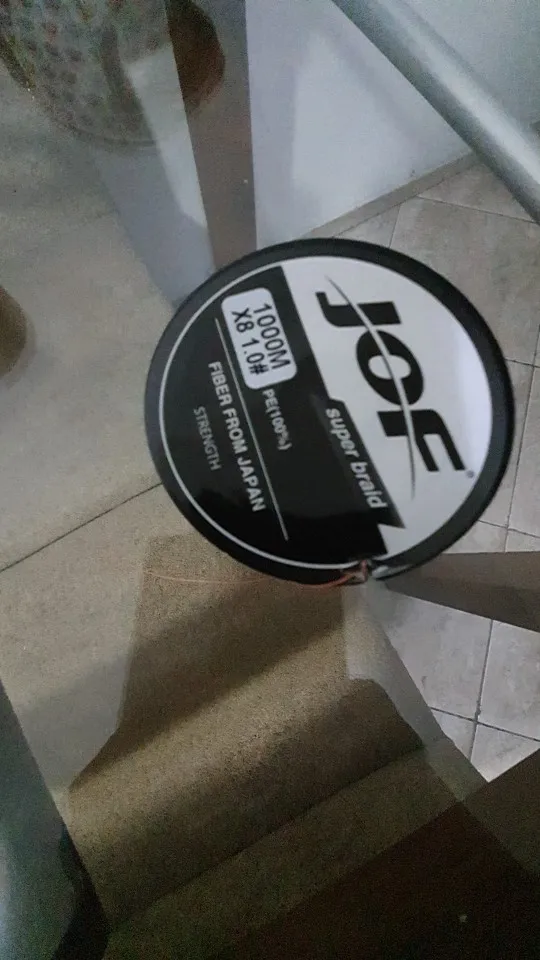 JOF
super braid
1000M
X8 1.0#
PE(100%)
FIBER FROM JAPAN
STRENGTH